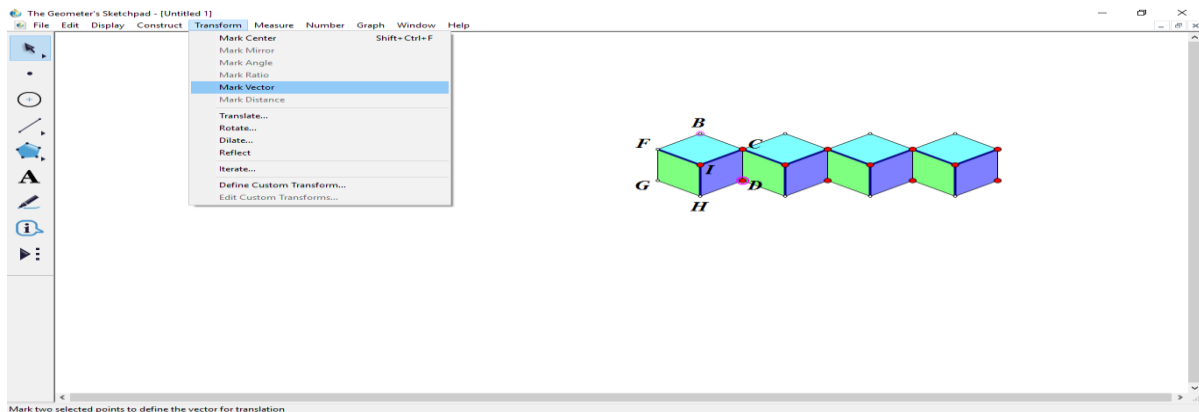 The Geometer's Sketchpad - [Untitled 1]
File Edit Display Construct Transform Measure Number Graph Window Help
Mark Center Shift+Ctrl+F
Mark Mirror
Mark Angle
Mark Ratio
Mark Vector
Mark Distance
Translate...
Rotate...
Dilate...
Reflect
Iterate...
Define Custom Transform...
Edit Custom Transforms...
A
B
F C
I
G D
H
Mark two selected points to define the vector for translation